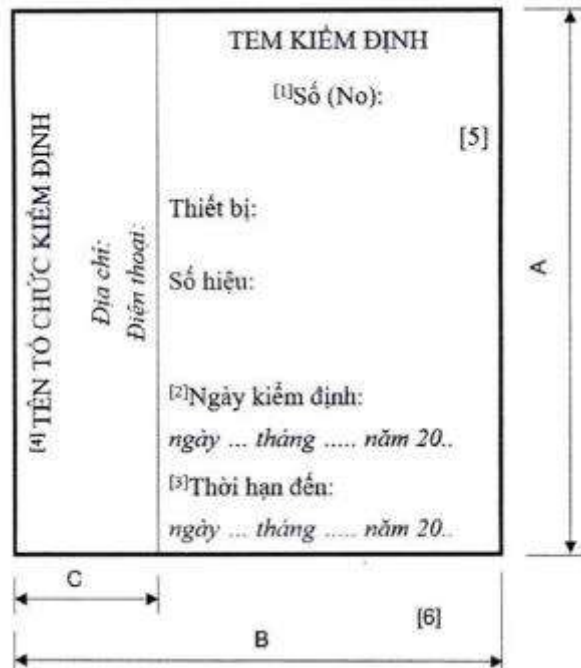 TEM KIỂM ĐỊNH
[1]Số (No):
[5]
Thiết bị:
Số hiệu:
[2]Ngày kiểm định:
ngày ... tháng ..... năm 20..
[3]Thời hạn đến:
ngày ... tháng ..... năm 20..
[4] TÊN TỔ CHỨC KIỂM ĐỊNH
Địa chỉ:
Điện thoại:
A
C
[6]
B